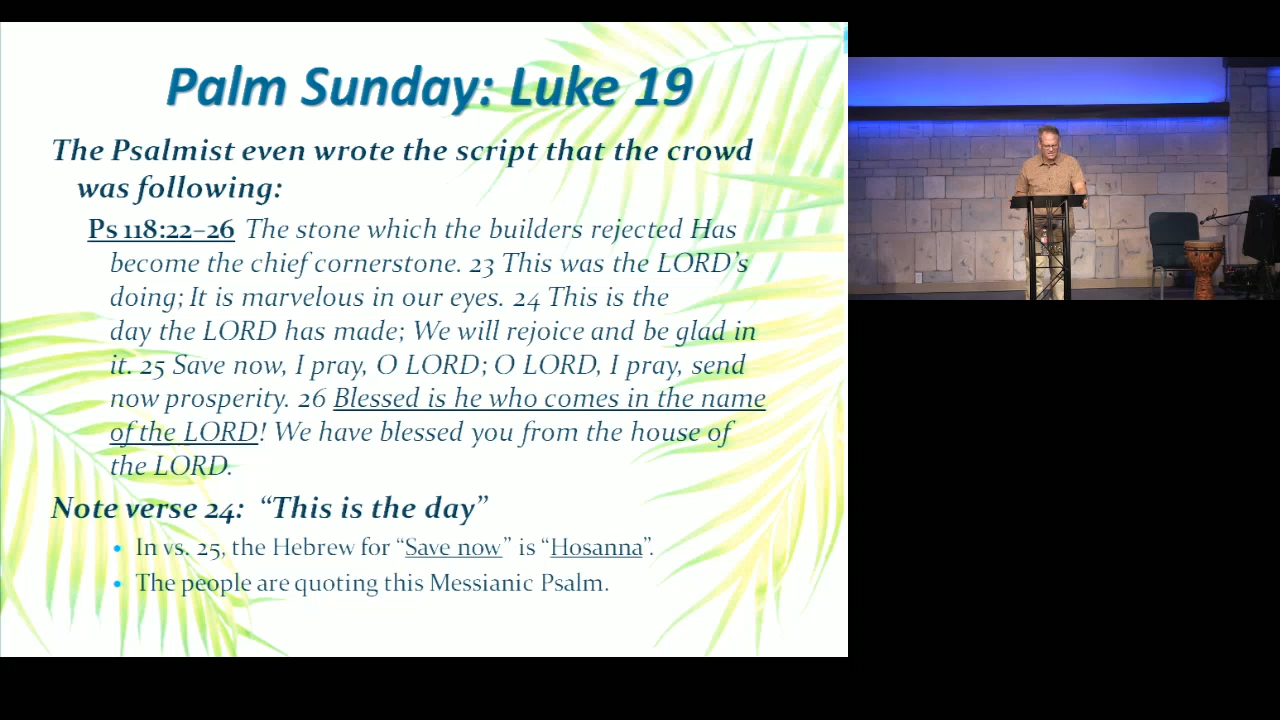 Palm Sunday: Luke 19
The Psalmist even wrote the script that the crowd
was following:
Ps 118:22–26 The stone which the builders rejected Has
become the chief cornerstone. 23 This was the LORD’s
doing; It is marvelous in our eyes. 24 This is the
day the LORD has made; We will rejoice and be glad in
it. 25 Save now, I pray, O LORD; O LORD, I pray, send
now prosperity. 26 Blessed is he who comes in the name
of the LORD! We have blessed you from the house of
the LORD.
Note verse 24: “This is the day”
• In vs. 25, the Hebrew for “Save now” is “Hosanna”.
• The people are quoting this Messianic Psalm.